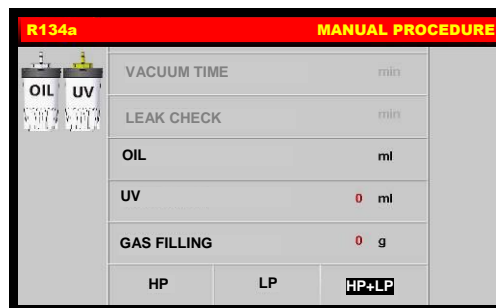 R134a MANUAL PROCEDURE
OIL UV
VACUUM TIME min
LEAK CHECK min
OIL ml
UV 0 ml
GAS FILLING 0 g
HP LP HP+LP